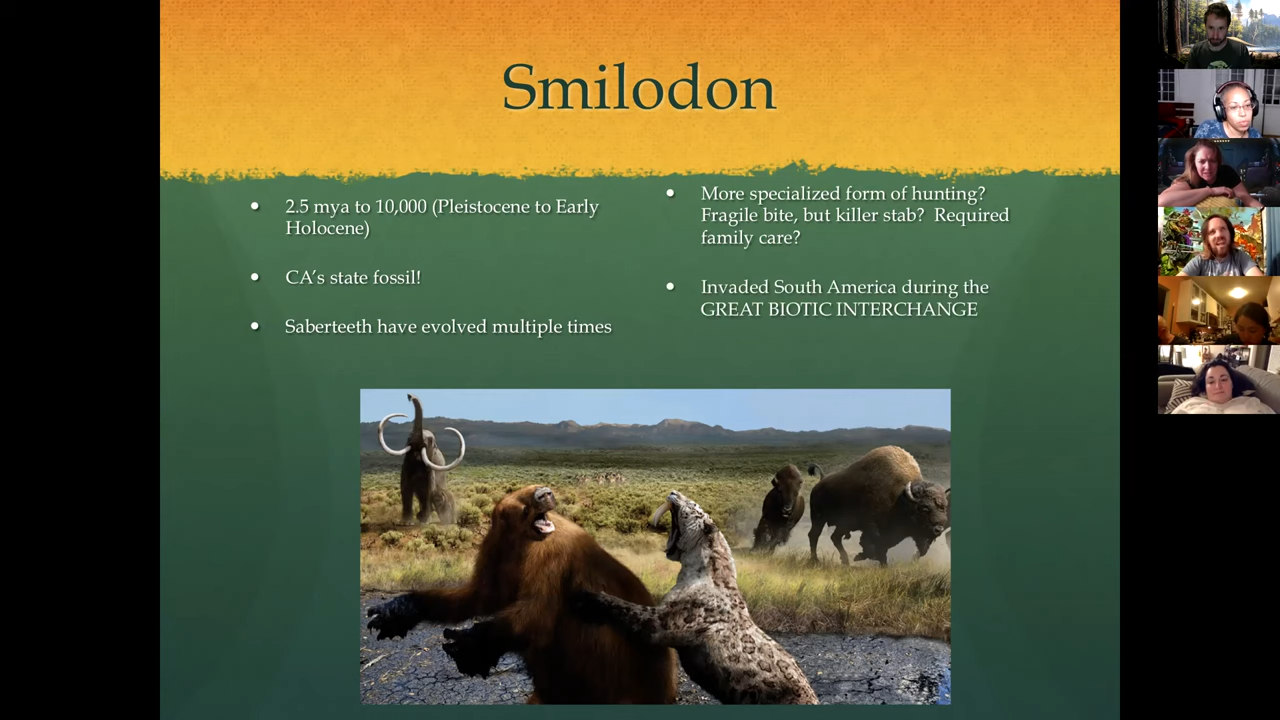 Smilodon
2.5 mya to 10,000 (Pleistocene to Early
Holocene)
CA's state fossil!
Saberteeth have evolved multiple times
More specialized form of hunting?
Fragile bite, but killer stab?  Required
family care?
Invaded South America during the
GREAT BIOTIC INTERCHANGE